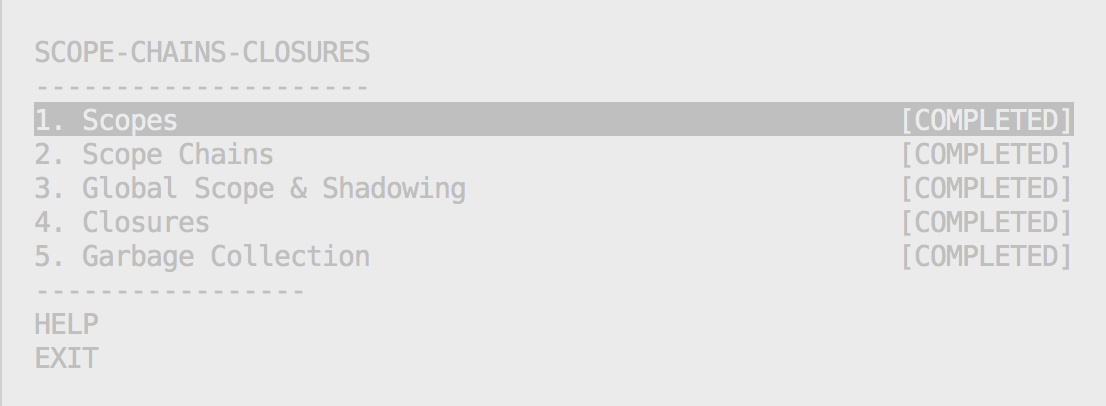 SCOPE-CHAINS-CLOSURES
---------------------
1. Scopes [COMPLETED]
2. Scope Chains [COMPLETED]
3. Global Scope & Shadowing [COMPLETED]
4. Closures [COMPLETED]
5. Garbage Collection [COMPLETED]
-----------------
HELP
EXIT